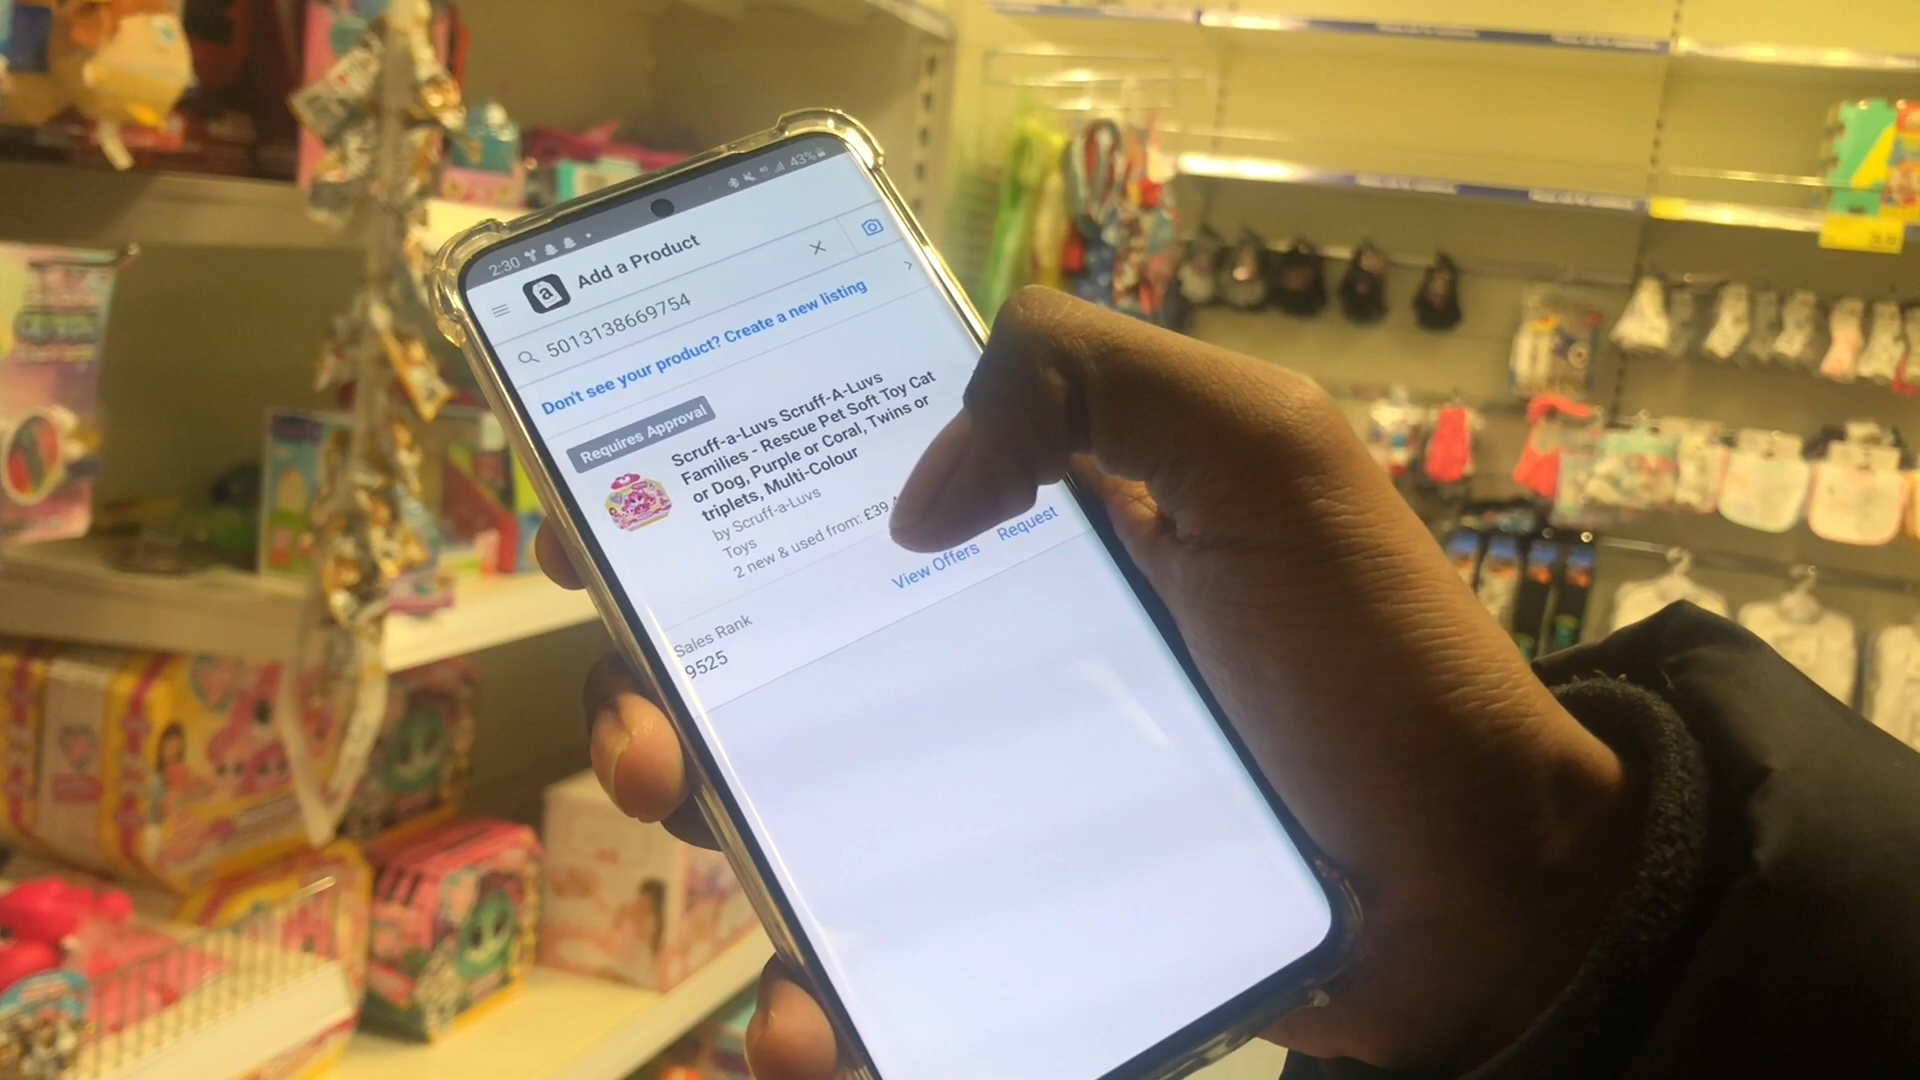 2:30
43%
a Add a Product
5013138669754
Don't see your product? Create a new listing
Requires Approval
Scruff-a-Luvs Scruff-A-Luvs
Families - Rescue Pet Soft Toy Cat
or Dog, Purple or Coral, Twins or
triplets, Multi-Colour
by Scruff-a-Luvs
Toys
2 new & used from: £39
View Offers
Request
Sales Rank
9525